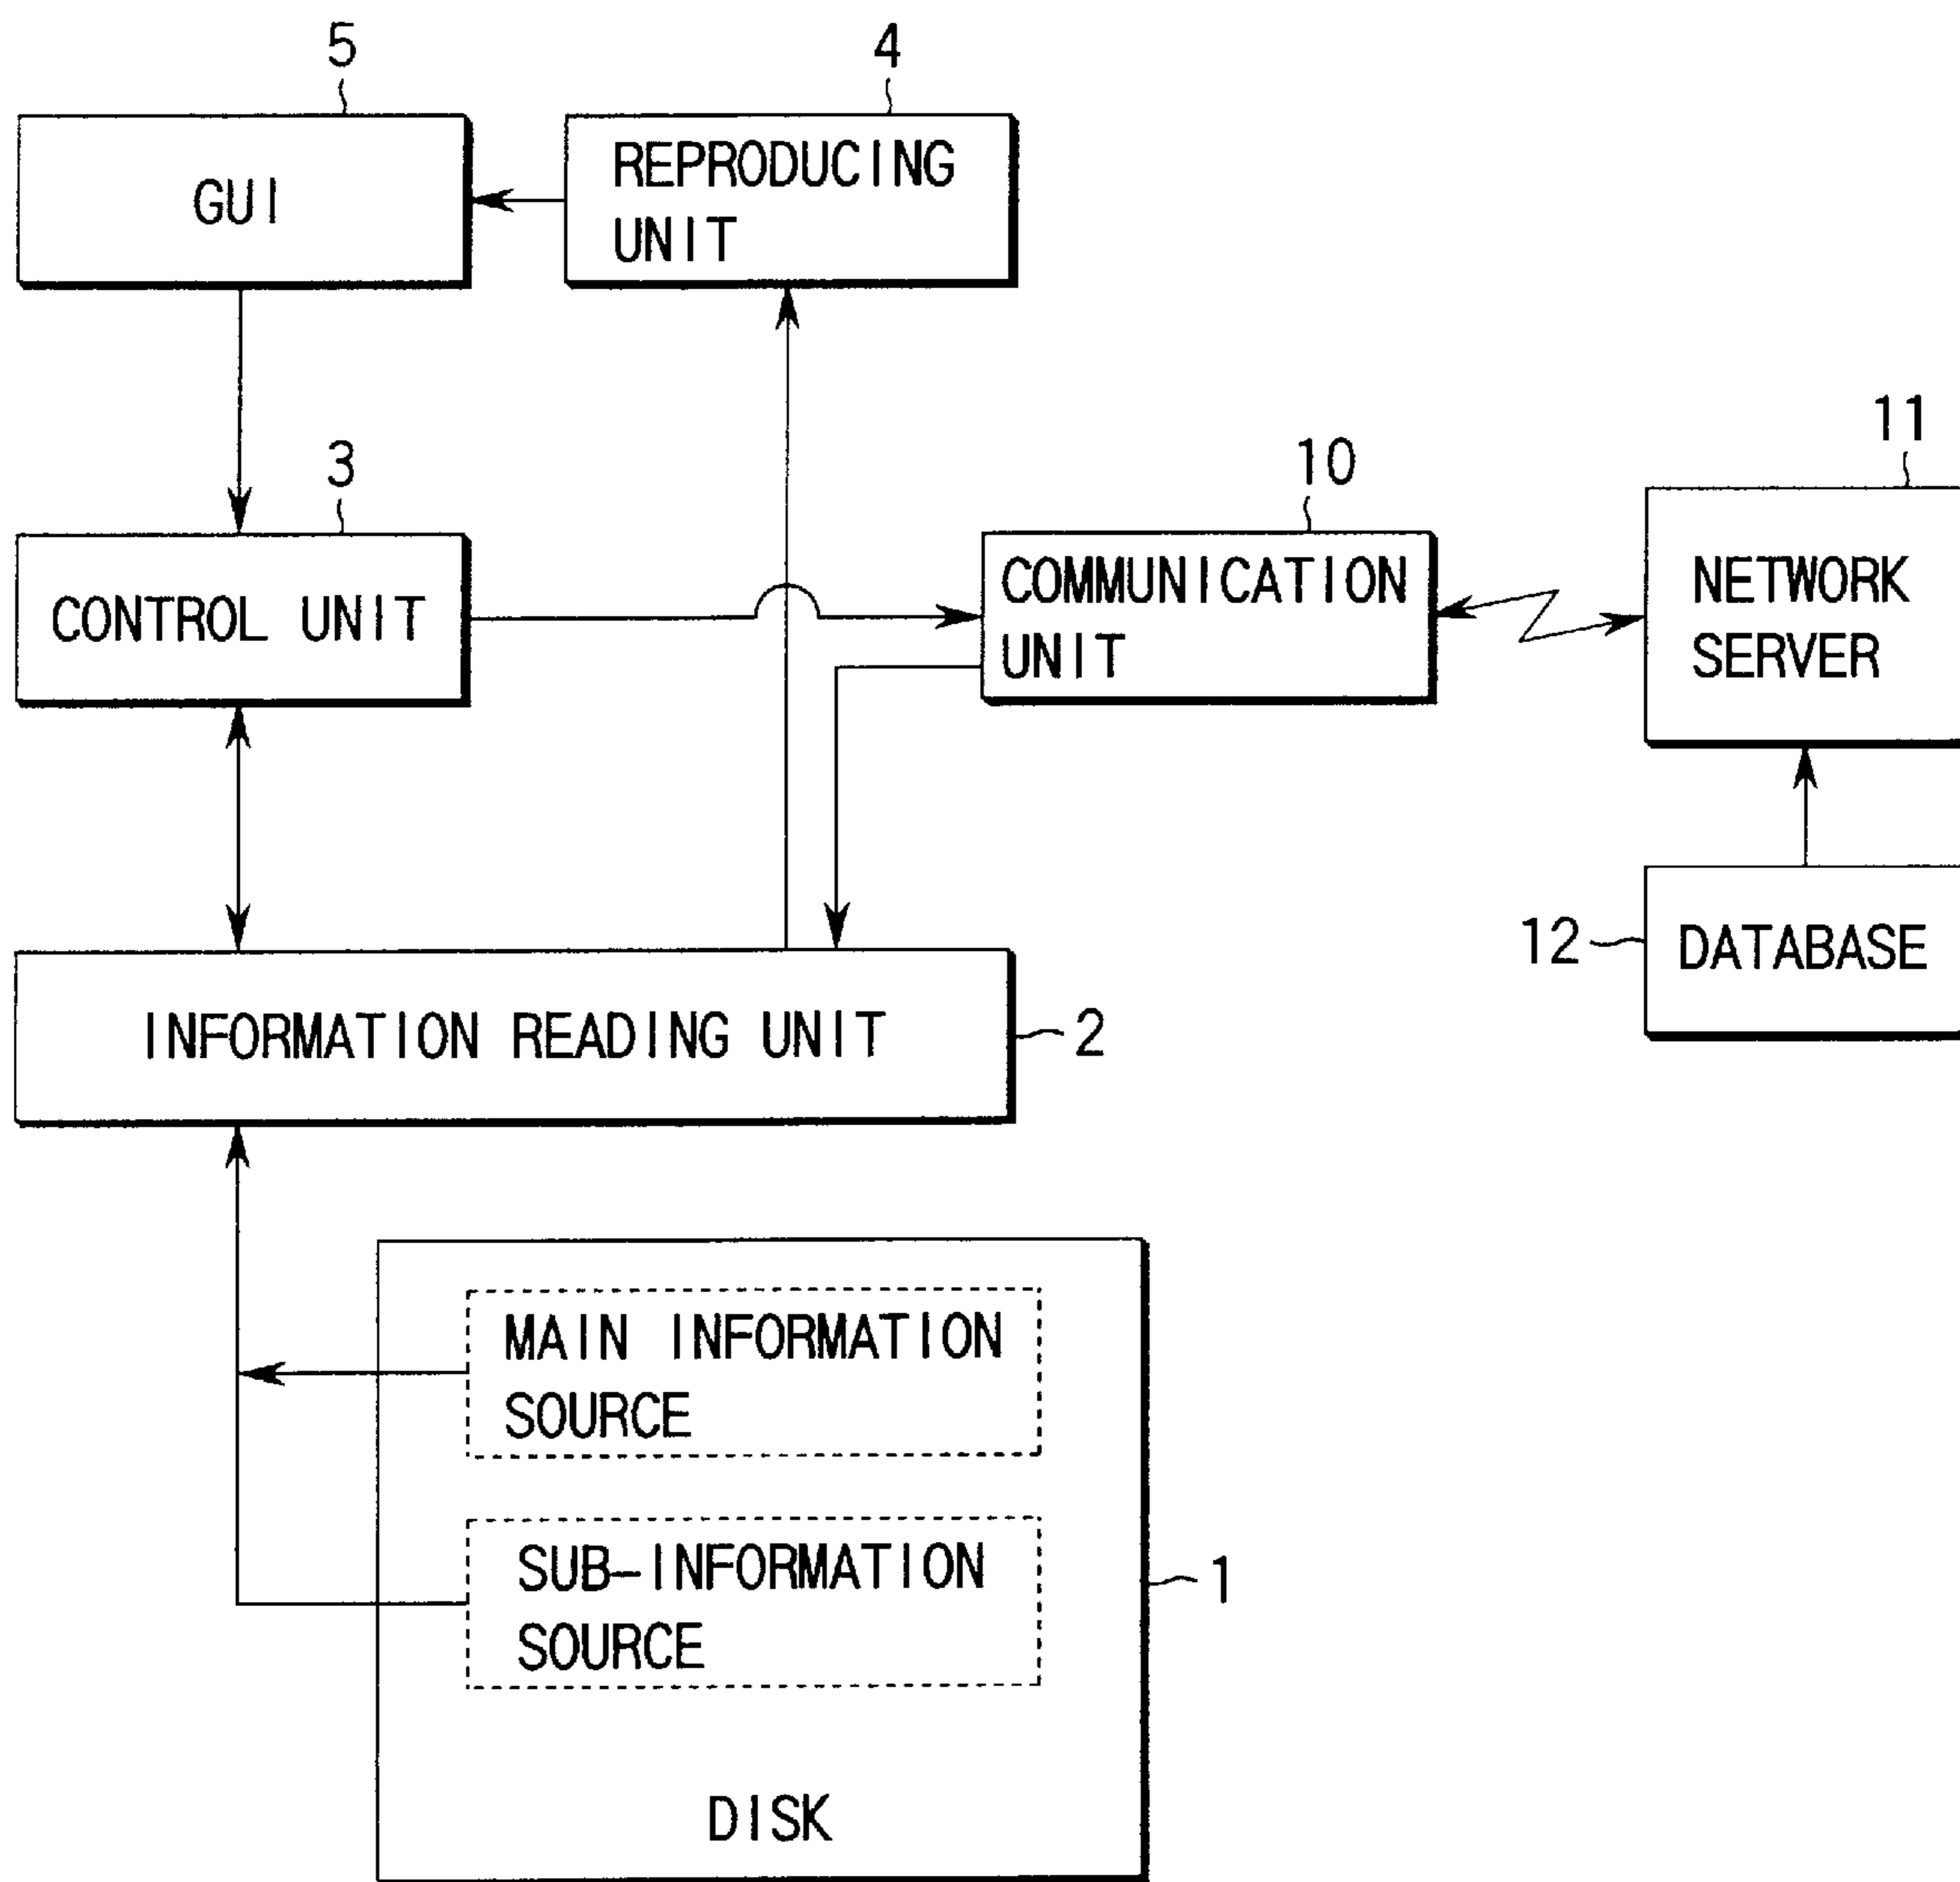 5
4
GUI
REPRODUCING
UNIT
3
10
11
CONTROL UNIT
COMMUNICATION
UNIT
NETWORK
SERVER
12
DATABASE
INFORMATION READING UNIT
2
MAIN INFORMATION
SOURCE
SUB-INFORMATION
SOURCE
1
DISK